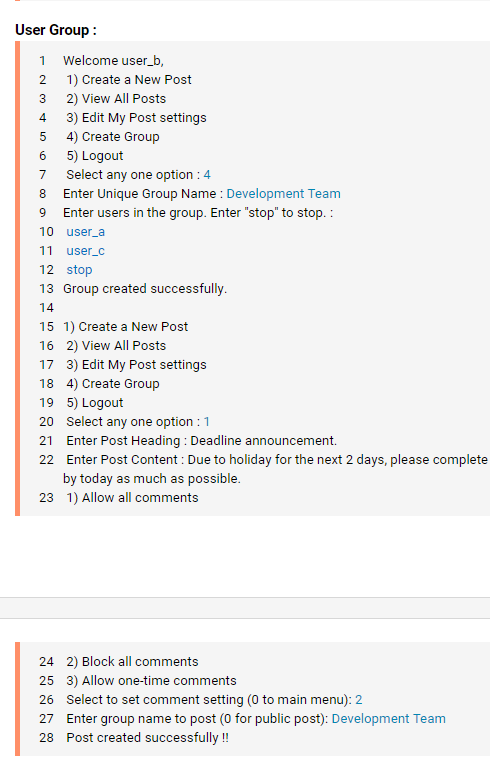 User Group :
1 Welcome user_b,
2 1) Create a New Post
3 2) View All Posts
4 3) Edit My Post settings
5 4) Create Group
6 5) Logout
7 Select any one option : 4
8 Enter Unique Group Name : Development Team
9 Enter users in the group. Enter "stop" to stop. :
10 user_a
11 user_c
12 stop
13 Group created successfully.
14
15 1) Create a New Post
16 2) View All Posts
17 3) Edit My Post settings
18 4) Create Group
19 5) Logout
20 Select any one option : 1
21 Enter Post Heading : Deadline announcement.
22 Enter Post Content : Due to holiday for the next 2 days, please complete
by today as much as possible.
23 1) Allow all comments
24 2) Block all comments
25 3) Allow one-time comments
26 Select to set comment setting (0 to main menu): 2
27 Enter group name to post (0 for public post): Development Team
28 Post created successfully !!